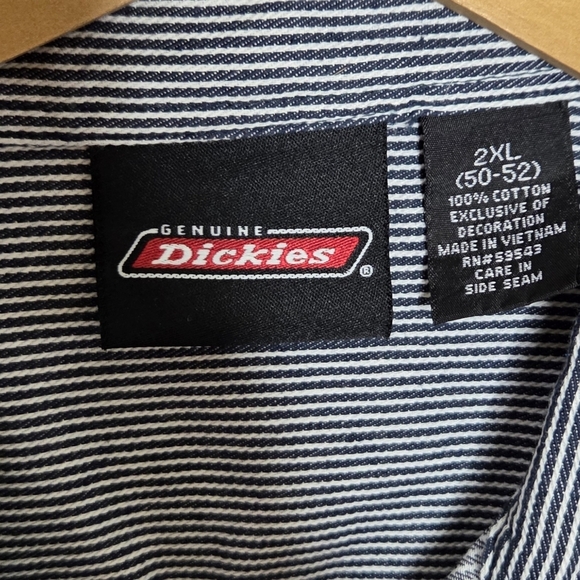 GENUINE
Dickies
®
2XL
(50-52)
100% COTTON
EXCLUSIVE OF
DECORATION
MADE IN VIETNAM
RN#59543
CARE IN
SIDE SEAM